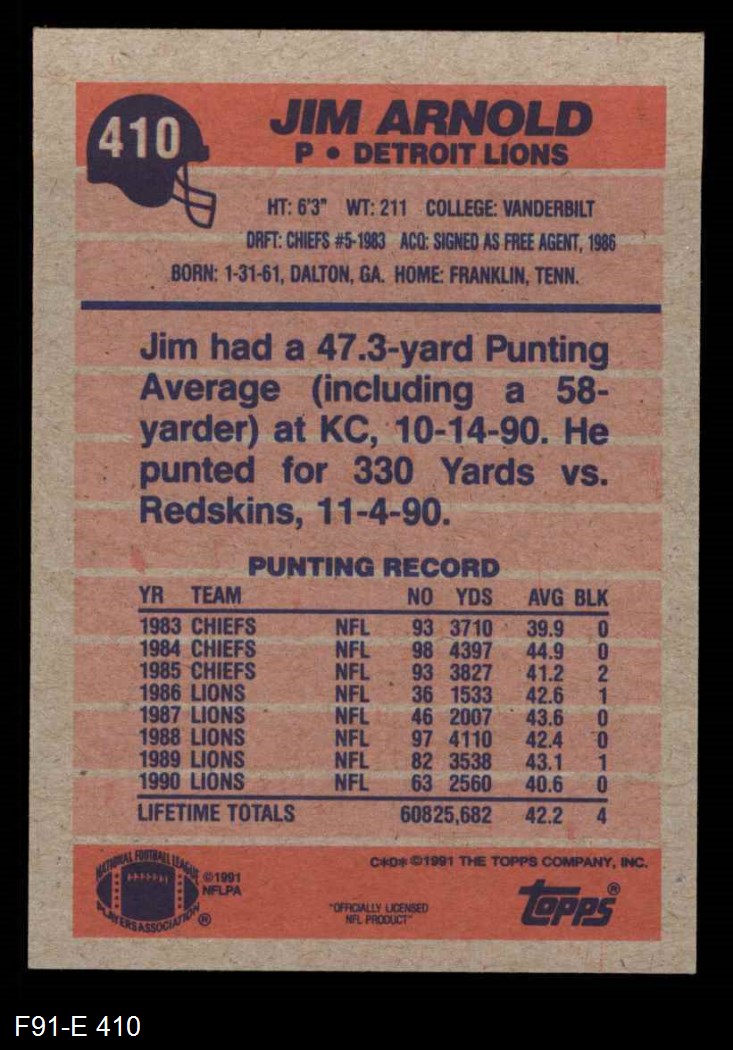 410
JIM ARNOLD
P • DETROIT LIONS
HT: 6'3" WT: 211 COLLEGE: VANDERBILT
DRFT: CHIEFS #5-1983 ACQ: SIGNED AS FREE AGENT, 1986
BORN: 1-31-61, DALTON, GA. HOME: FRANKLIN, TENN.
Jim had a 47.3-yard Punting
Average (including a 58-
yarder) at KC, 10-14-90. He
punted for 330 Yards vs.
Redskins, 11-4-90.
PUNTING RECORD
YR TEAM NO YDS AVG BLK
1983 CHIEFS NFL 93 3710 39.9 0
1984 CHIEFS NFL 98 4397 44.9 0
1985 CHIEFS NFL 93 3827 41.2 2
1986 LIONS NFL 36 1533 42.6 1
1987 LIONS NFL 46 2007 43.6 0
1988 LIONS NFL 97 4110 42.4 0
1989 LIONS NFL 82 3538 43.1 1
1990 LIONS NFL 63 2560 40.6 0
LIFETIME TOTALS 608 25,682 42.2 4
NATIONAL FOOTBALL LEAGUE
PLAYERS ASSOCIATION ®
©1991
NFLPA
C*D* ©1991 THE TOPPS COMPANY, INC.
"OFFICIALLY LICENSED
NFL PRODUCT"
topps®
F91-E 410